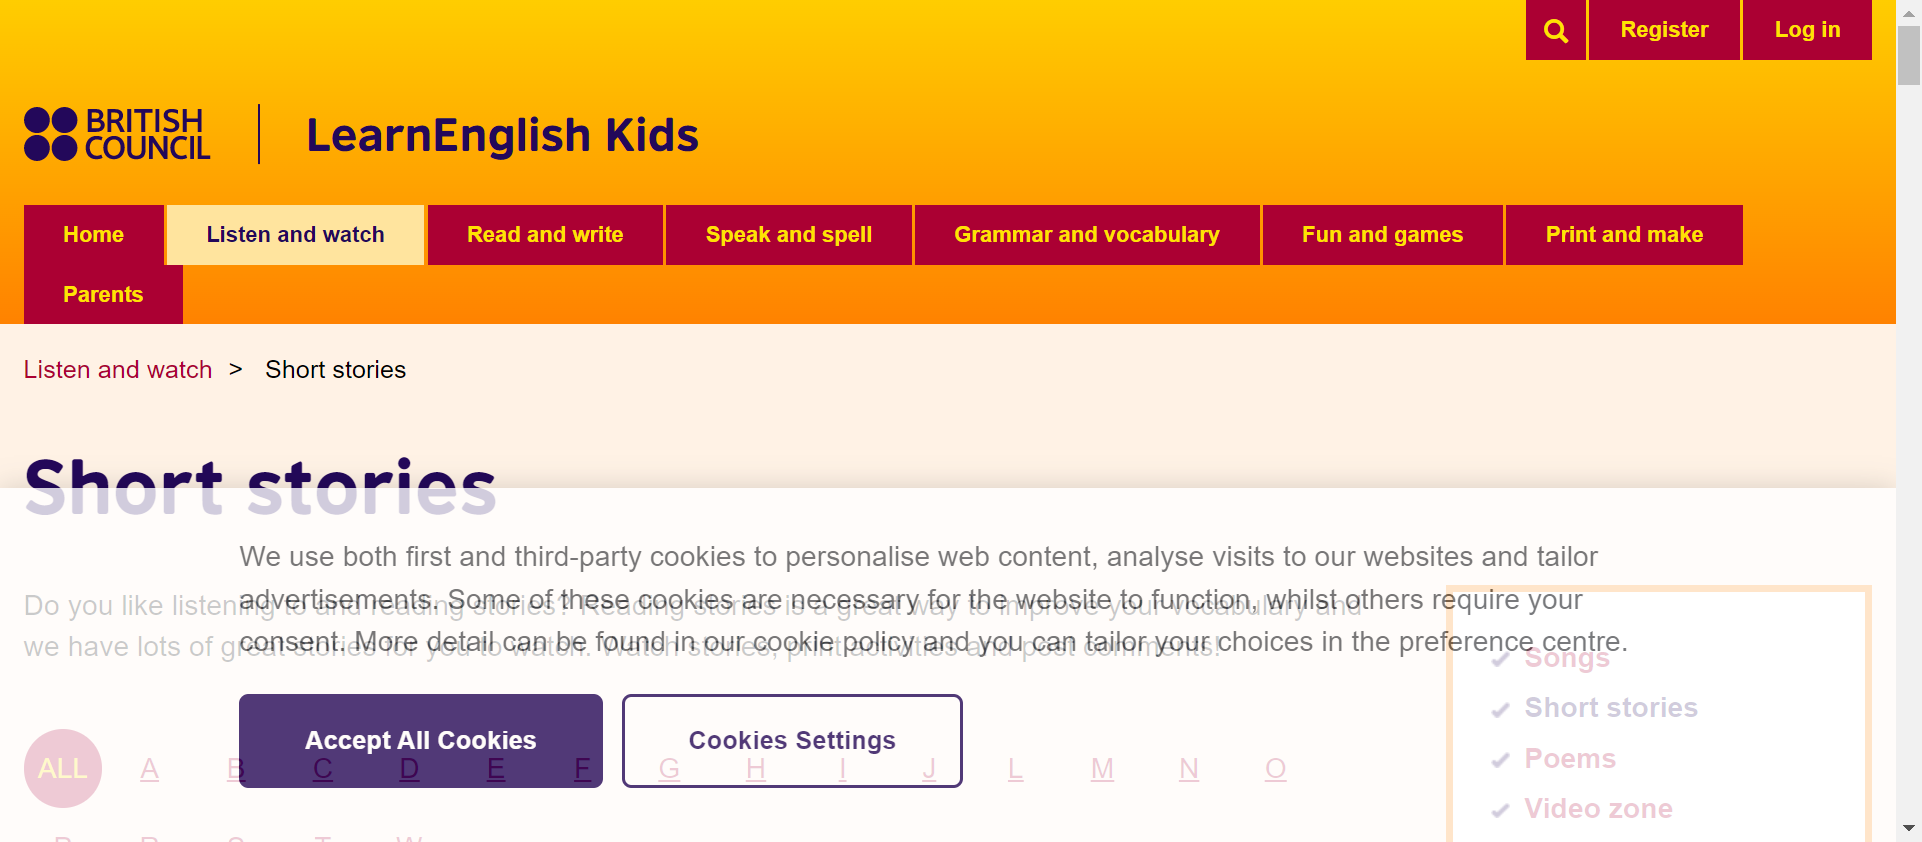 Register
Log in
BRITISH
COUNCIL
LearnEnglish Kids
Home
Listen and watch
Read and write
Speak and spell
Grammar and vocabulary
Fun and games
Print and make
Parents
Listen and watch > Short stories
Short stories
We use both first and third-party cookies to personalise web content, analyse visits to our websites and tailor
advertisements. Some of these cookies are necessary for the website to function, whilst others require your
consent. More detail can be found in our cookie policy and you can tailor your choices in the preference centre.
Do you like listening to and reading stories? Reading stories is a great way to improve your vocabulary and
we have lots of great stories for you to watch. Watch stories, print activities and post comments!
Accept All Cookies
Cookies Settings
ALL A B C D E F G H I J L M N O
Songs
Short stories
Poems
Video zone